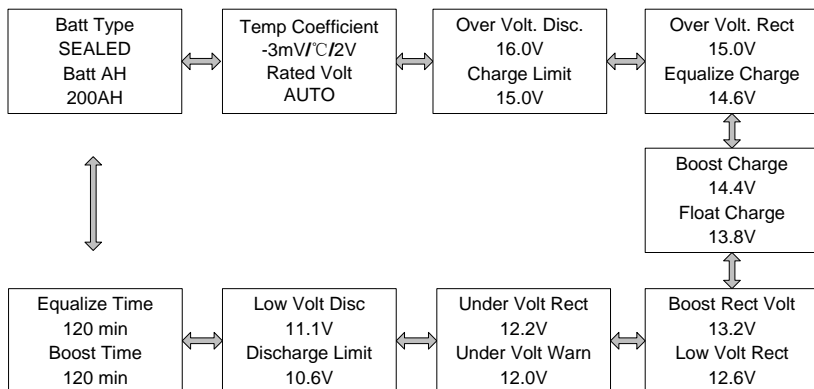 Batt Type
SEALED
Batt AH
200AH
Temp Coefficient
-3mV/℃/2V
Rated Volt
AUTO
Over Volt. Disc.
16.0V
Charge Limit
15.0V
Over Volt. Rect
15.0V
Equalize Charge
14.6V
Boost Charge
14.4V
Float Charge
13.8V
Boost Rect Volt
13.2V
Low Volt Rect
12.6V
Under Volt Rect
12.2V
Under Volt Warn
12.0V
Low Volt Disc
11.1V
Discharge Limit
10.6V
Equalize Time
120 min
Boost Time
120 min